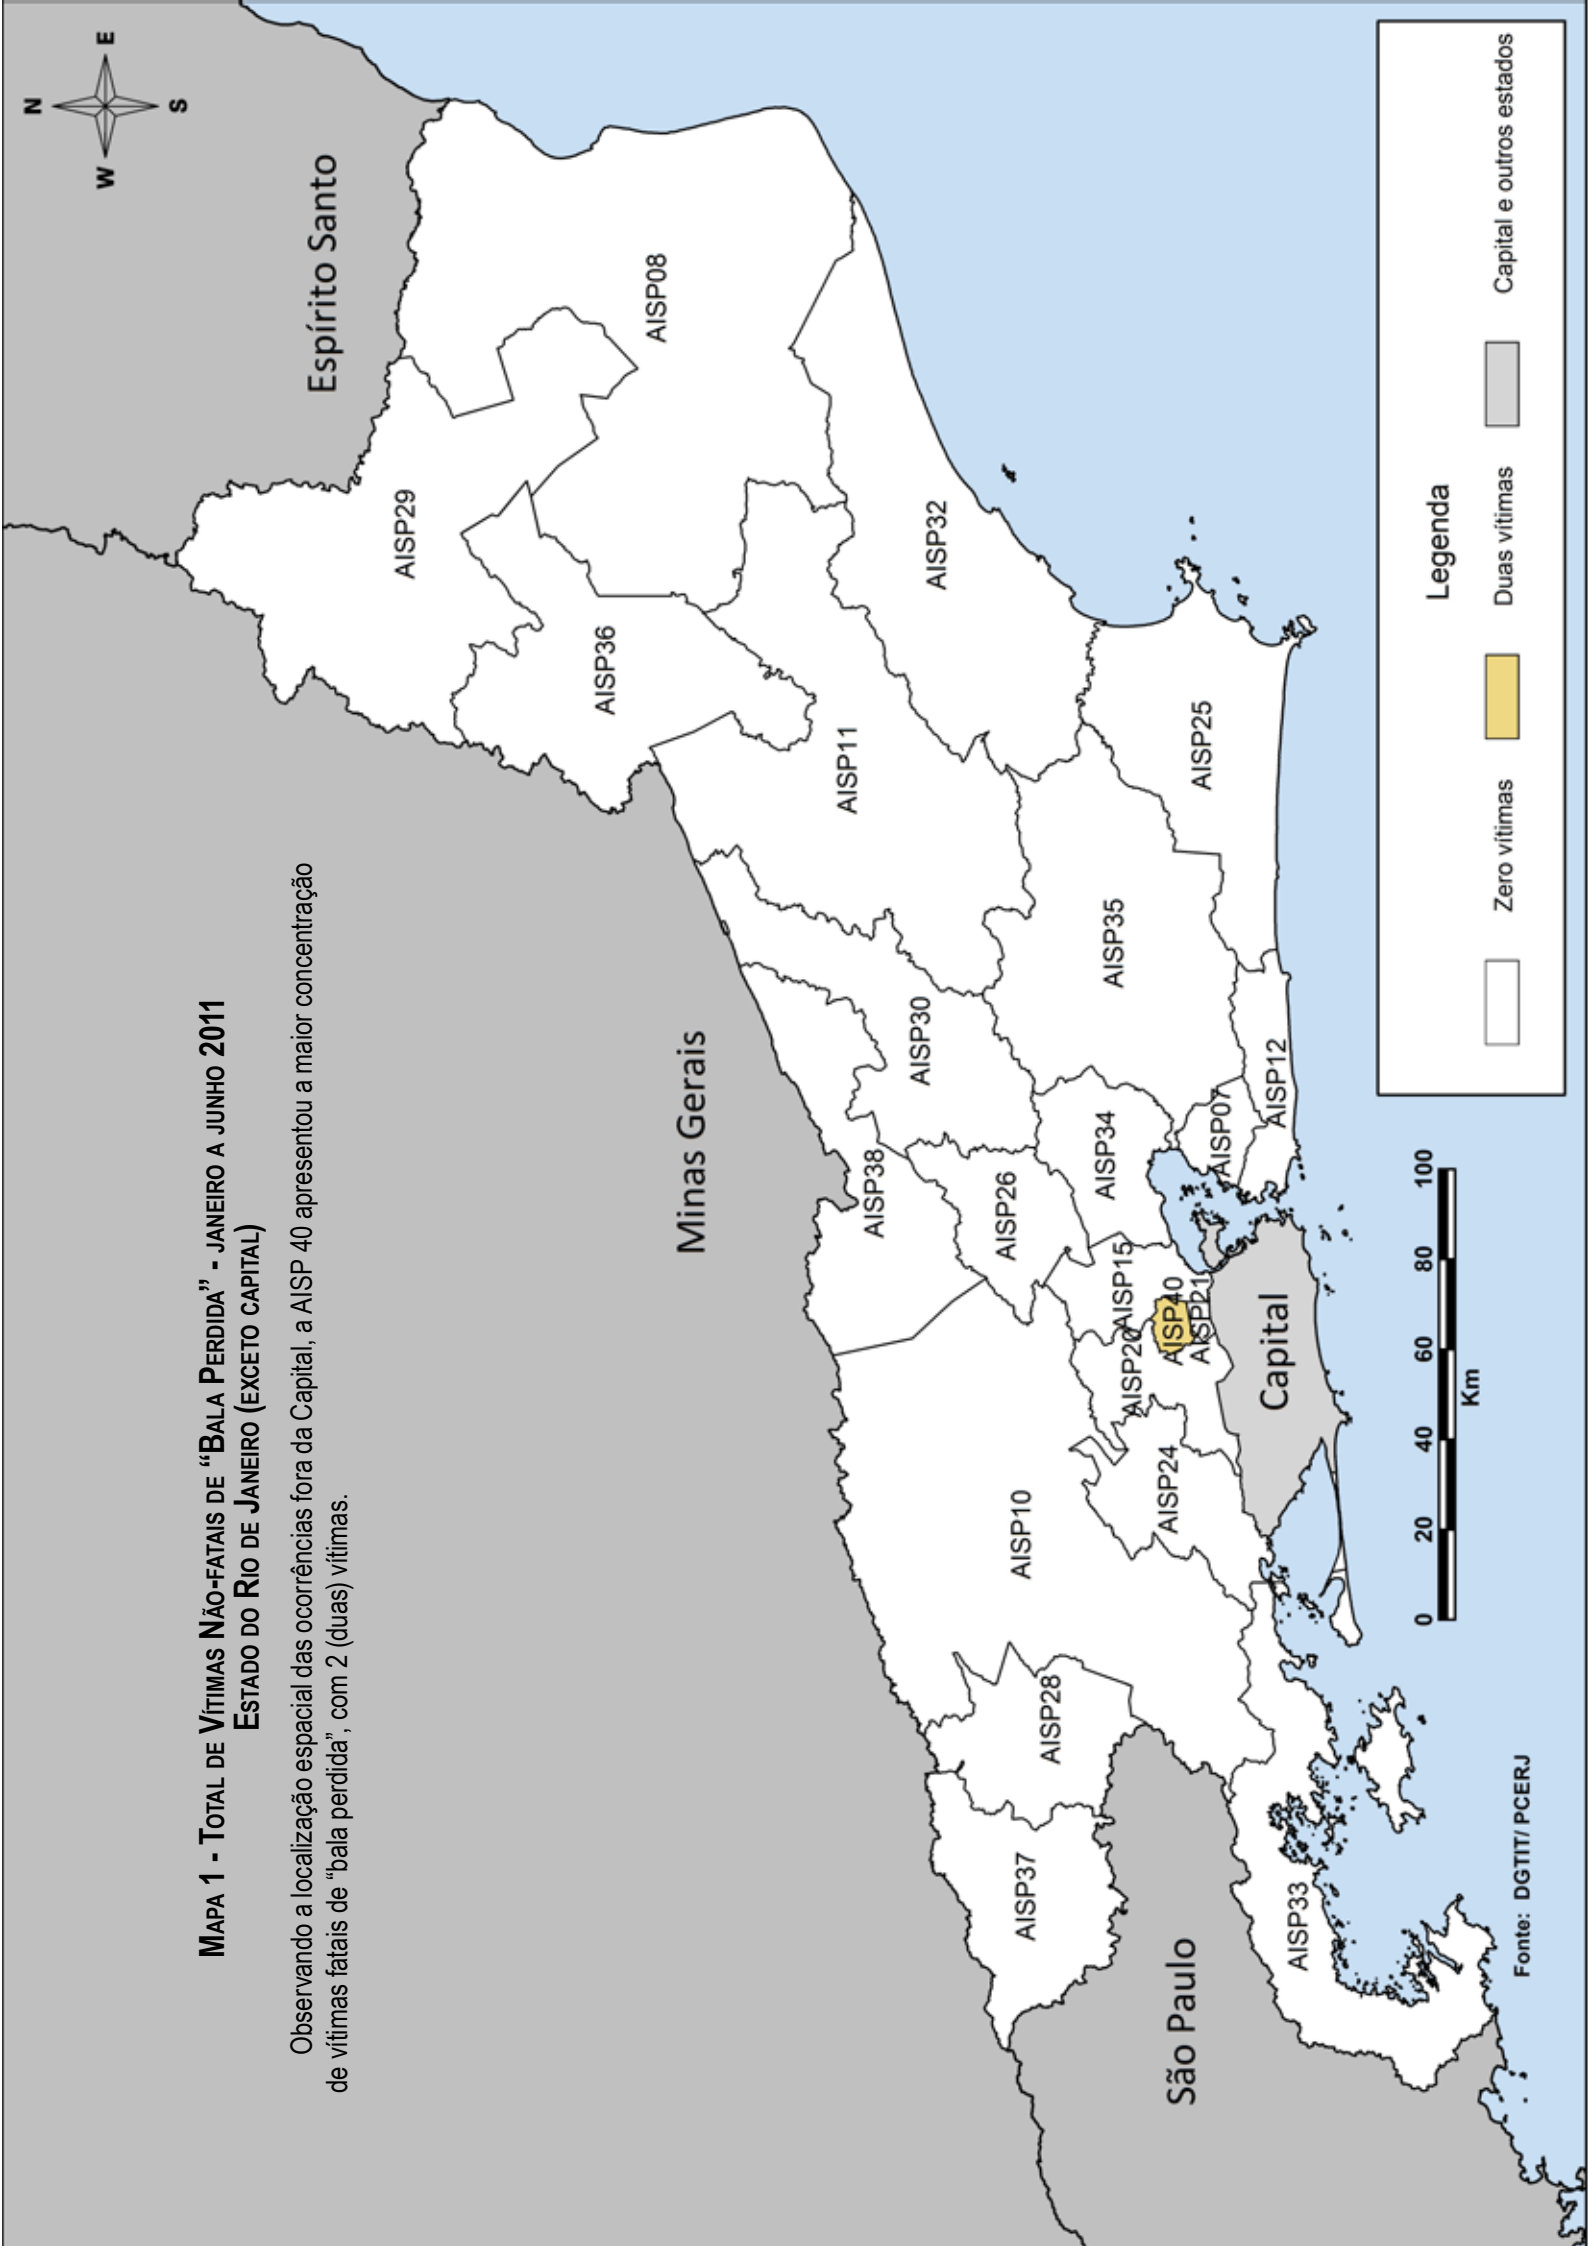 MAPA 1 - TOTAL DE VÍTIMAS NÃO-FATAIS DE “BALA PERDIDA” - JANEIRO A JUNHO 2011
ESTADO DO RIO DE JANEIRO (EXCETO CAPITAL)
Observando a localização espacial das ocorrências fora da Capital, a AISP 40 apresentou a maior concentração
de vítimas fatais de “bala perdida”, com 2 (duas) vítimas.
N
W E
S
Espírito Santo
Minas Gerais
São Paulo
Capital
AISP29
AISP08
AISP36
AISP11
AISP32
AISP38
AISP30
AISP35
AISP25
AISP26
AISP34
AISP07
AISP12
AISP10
AISP15
AISP20
AISP40
AISP21
AISP24
AISP28
AISP37
AISP33
0 20 40 60 80 100
Km
Legenda
Zero vítimas
Duas vítimas
Capital e outros estados
Fonte: DGTIT/ PCERJ